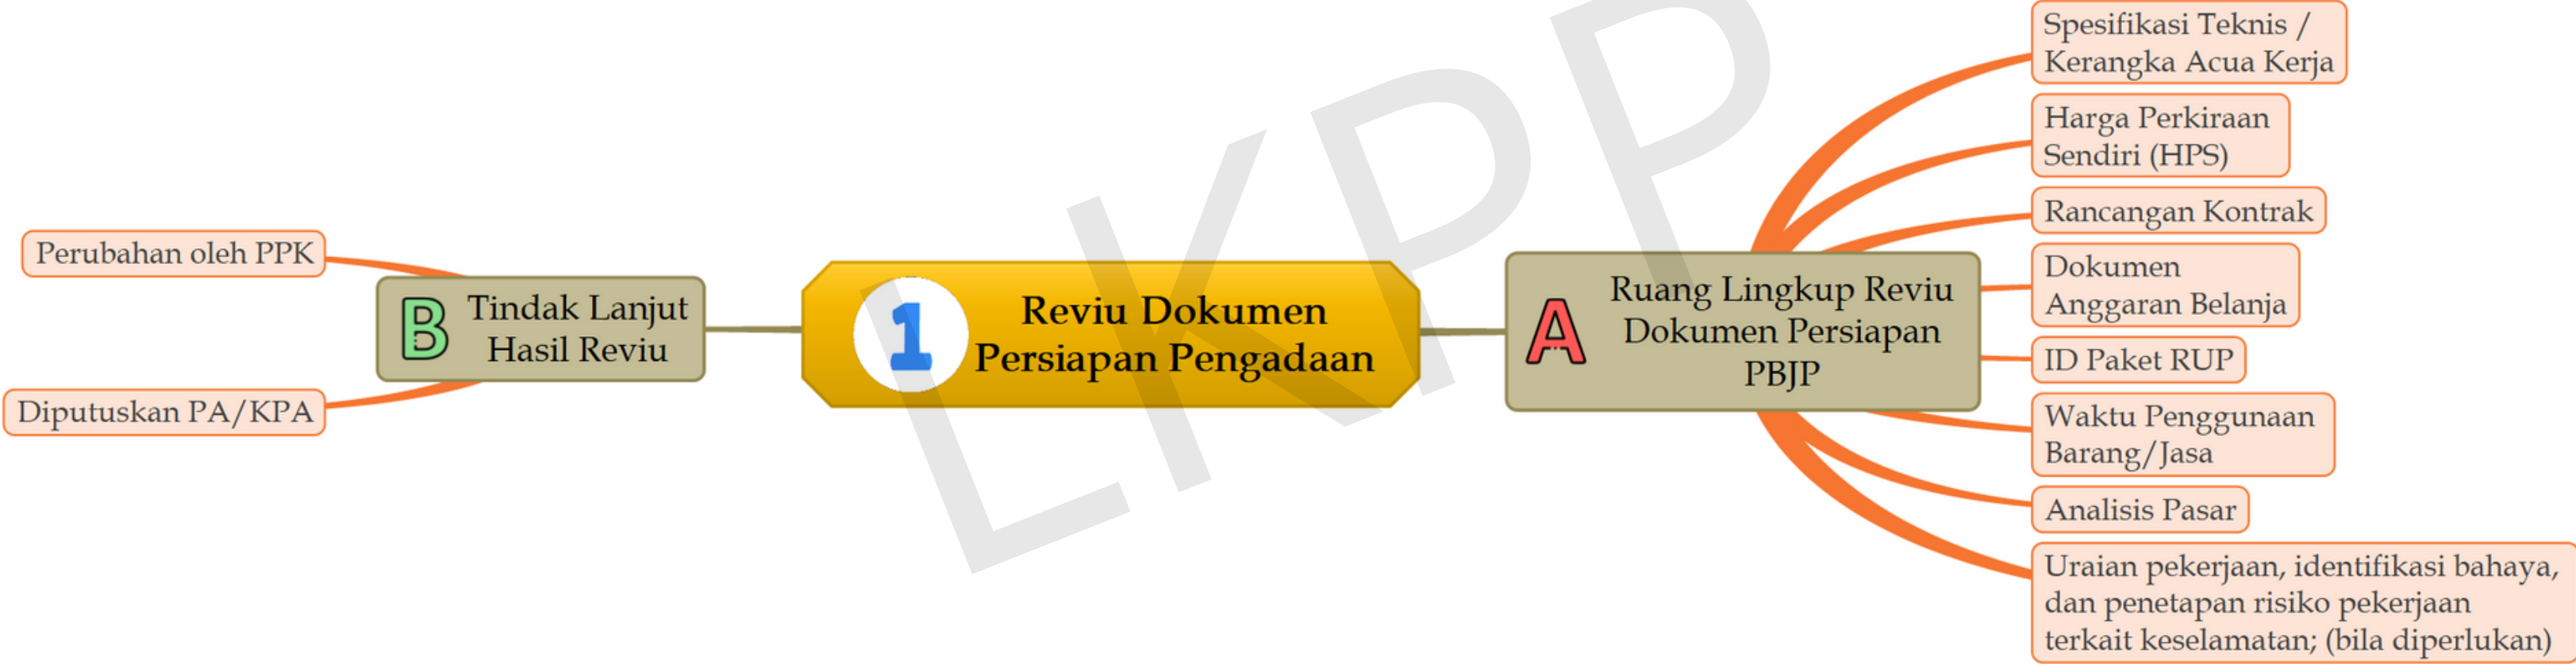 Perubahan oleh PPK
Diputuskan PA/KPA
B
Tindak Lanjut
Hasil Reviu
1
Reviu Dokumen
Persiapan Pengadaan
A
Ruang Lingkup Reviu
Dokumen Persiapan
PBJP
Spesifikasi Teknis /
Kerangka Acua Kerja
Harga Perkiraan
Sendiri (HPS)
Rancangan Kontrak
Dokumen
Anggaran Belanja
ID Paket RUP
Waktu Penggunaan
Barang/Jasa
Analisis Pasar
Uraian pekerjaan, identifikasi bahaya,
dan penetapan risiko pekerjaan
terkait keselamatan; (bila diperlukan)
LKPP